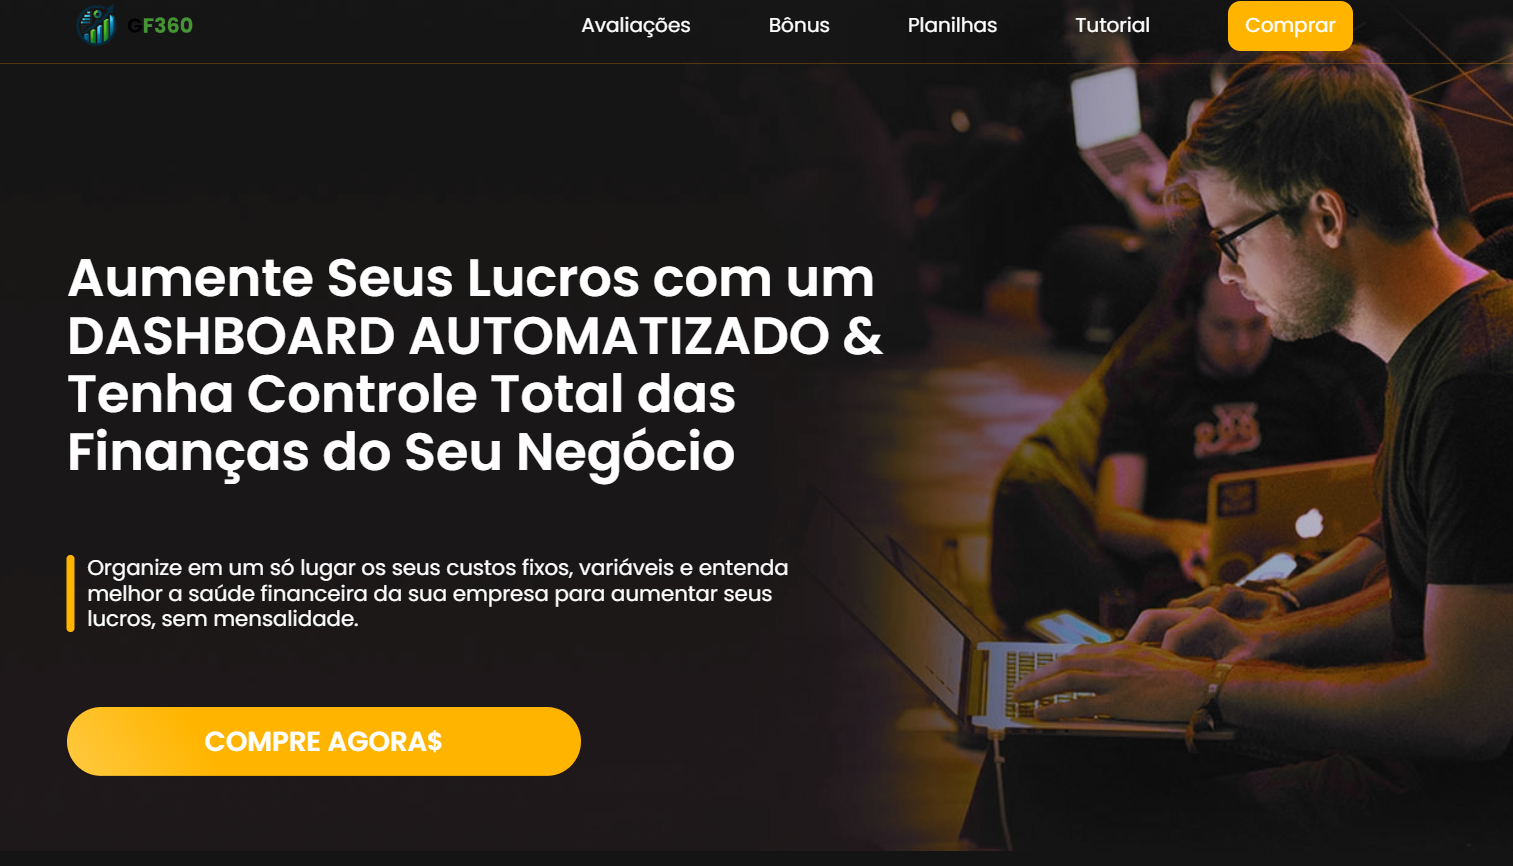 GF360
Avaliações
Bônus
Planilhas
Tutorial
Comprar
Aumente Seus Lucros com um
DASHBOARD AUTOMATIZADO &
Tenha Controle Total das
Finanças do Seu Negócio
Organize em um só lugar os seus custos fixos, variáveis e entenda
melhor a saúde financeira da sua empresa para aumentar seus
lucros, sem mensalidade.
COMPRE AGORA$